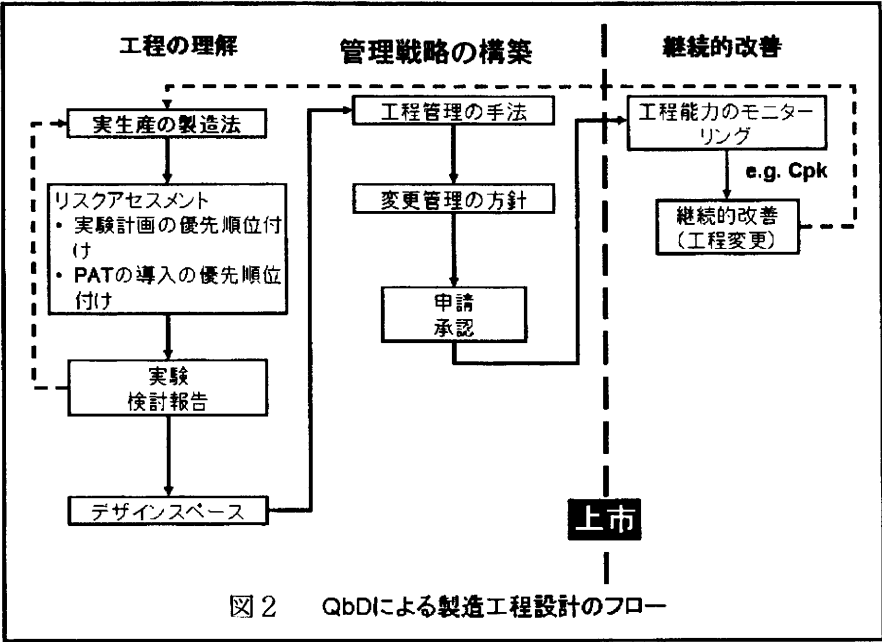 工程の理解
実生産の製造法
リスクアセスメント
・ 実験計画の優先順位付
け
・ PATの導入の優先順位
付け
実験
検討報告
デザインスペース
管理戦略の構築
工程管理の手法
変更管理の方針
申請
承認
継続的改善
工程能力のモニター
リング
e.g. Cpk
継続的改善
(工程変更)
上市
図2 QbDによる製造工程設計のフロー